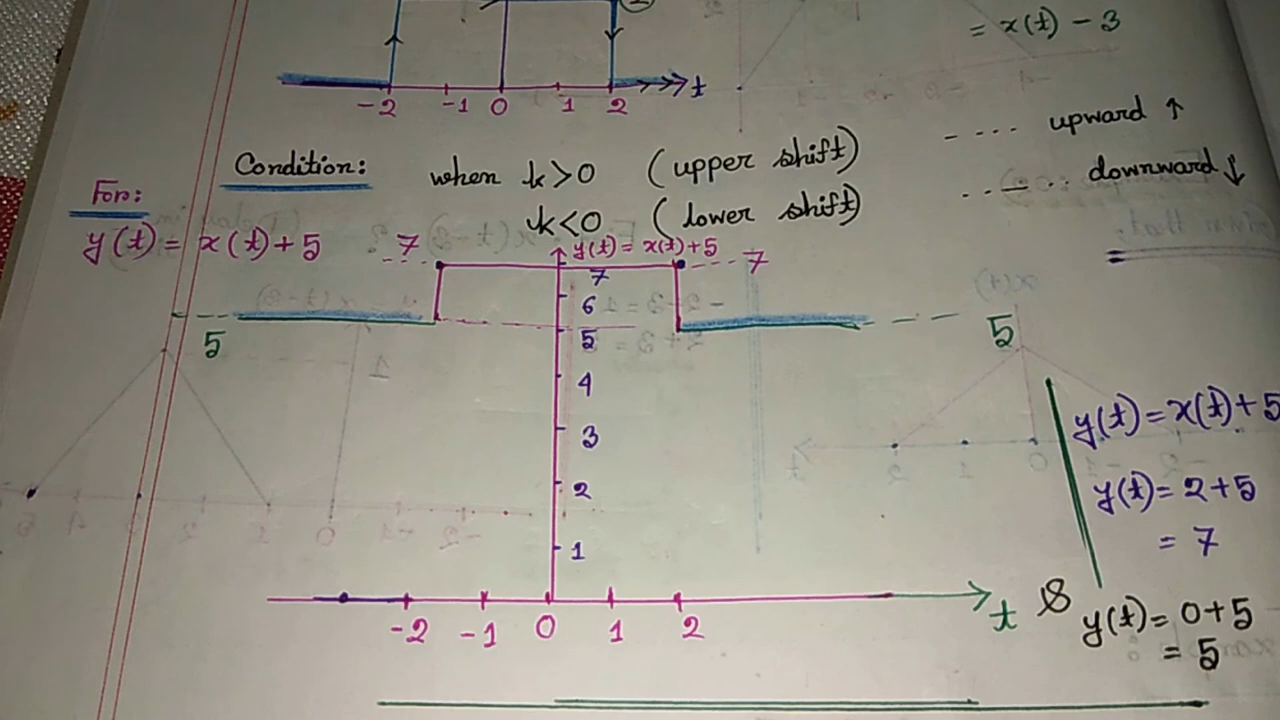 = x(t) - 3
-2 -1 0 1 2 t
---- upward ↑
Condition: when k>0 (upper shift)
----- downward ↓
For:
k<0 (lower shift)
y(t) = x(t)+5
7 y(t) = x(t)+5 7
7
6
5 5 5
4
3
2
1
-2 -1 0 1 2 t
y(t) = x(t)+5
y(t) = 2+5
= 7
&
y(t) = 0+5
= 5